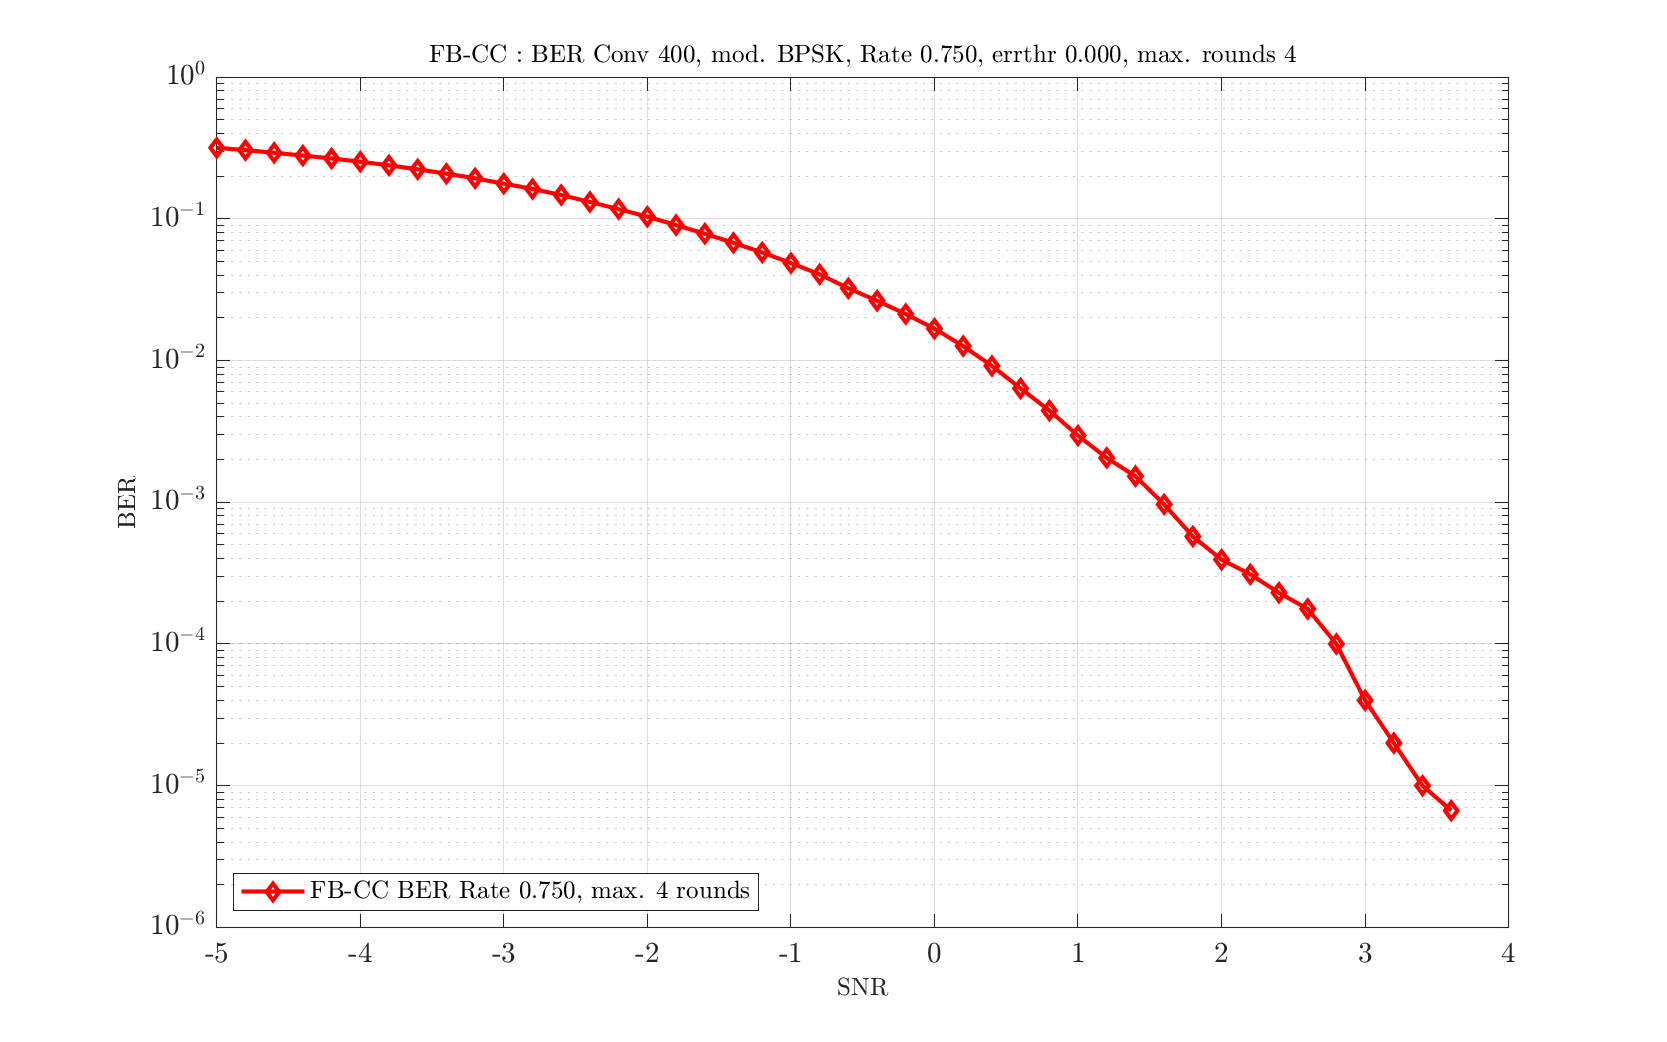 FB-CC : BER Conv 400, mod. BPSK, Rate 0.750, errthr 0.000, max. rounds 4
10^0
10^-1
10^-2
10^-3
10^-4
10^-5
10^-6
BER
FB-CC BER Rate 0.750, max. 4 rounds
-5 -4 -3 -2 -1 0 1 2 3 4
SNR